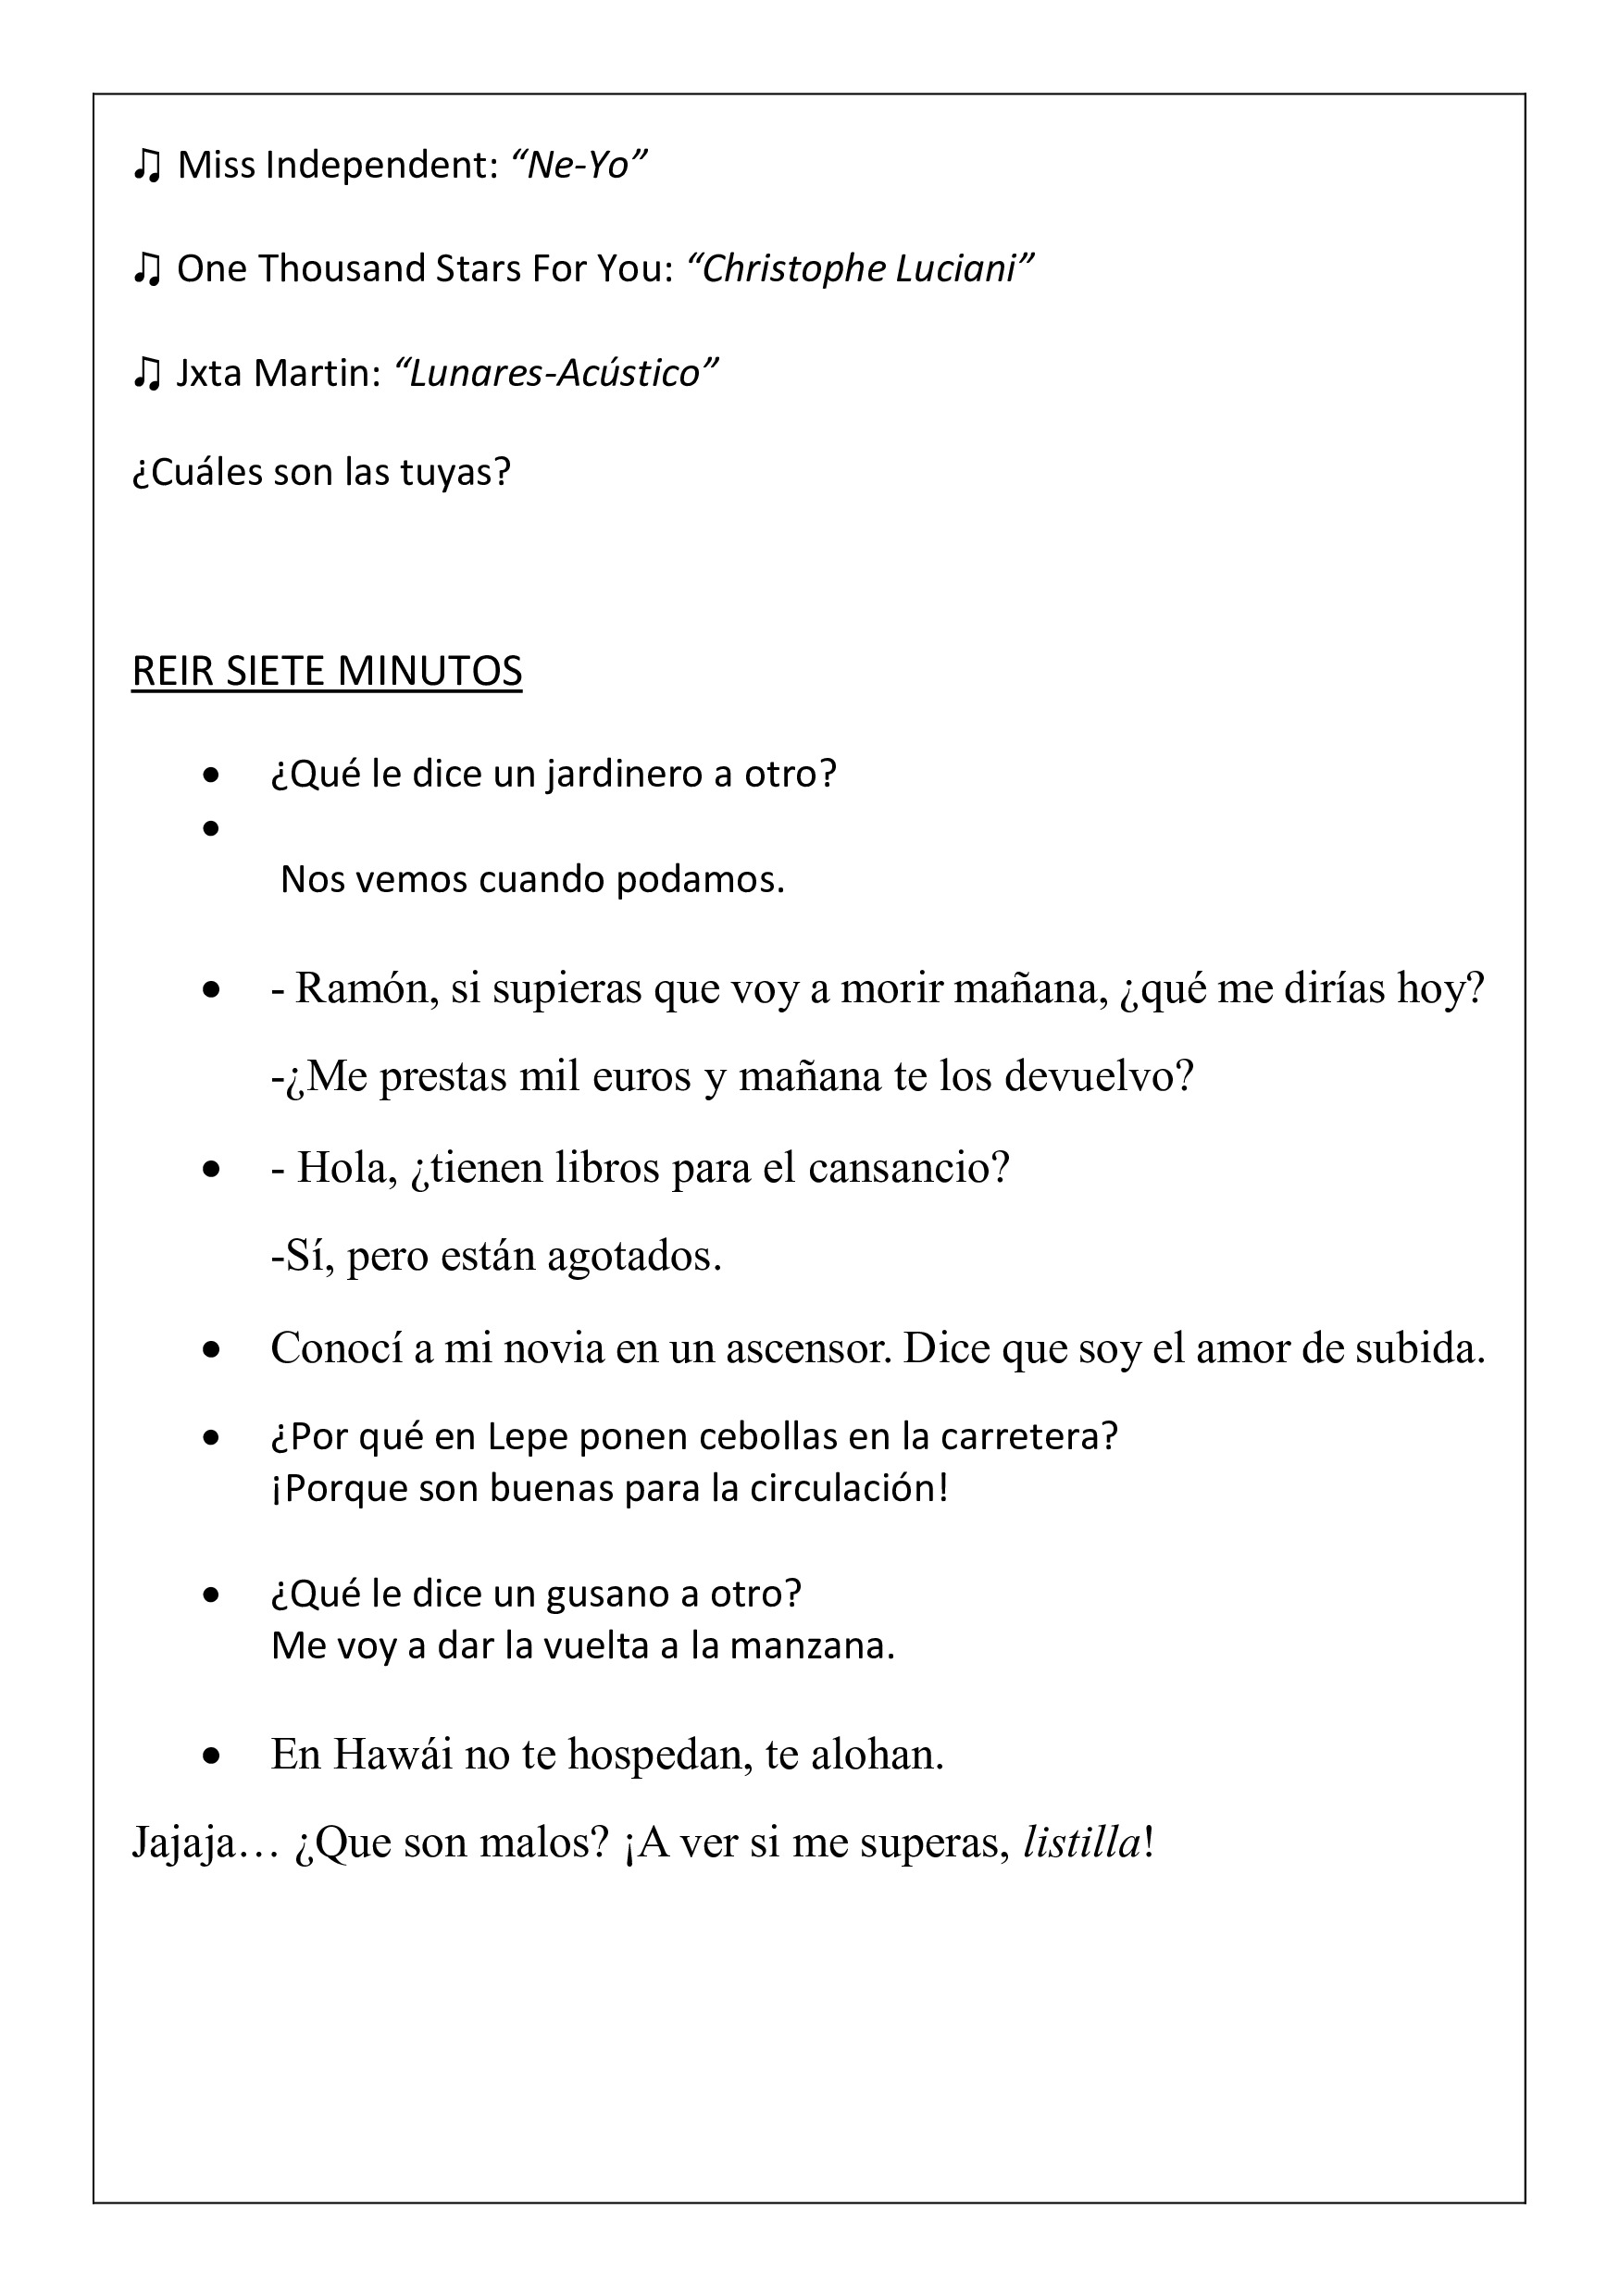 ♫ Miss Independent: “Ne-Yo”
♫ One Thousand Stars For You: “Christophe Luciani”
♫ Jxta Martin: “Lunares-Acústico”
¿Cuáles son las tuyas?
REIR SIETE MINUTOS
• ¿Qué le dice un jardinero a otro?
•
Nos vemos cuando podamos.
• - Ramón, si supieras que voy a morir mañana, ¿qué me dirías hoy?
-¿Me prestas mil euros y mañana te los devuelvo?
• - Hola, ¿tienen libros para el cansancio?
-Sí, pero están agotados.
• Conocí a mi novia en un ascensor. Dice que soy el amor de subida.
• ¿Por qué en Lepe ponen cebollas en la carretera?
¡Porque son buenas para la circulación!
• ¿Qué le dice un gusano a otro?
Me voy a dar la vuelta a la manzana.
• En Hawái no te hospedan, te alohan.
Jajaja… ¿Que son malos? ¡A ver si me superas, listilla!